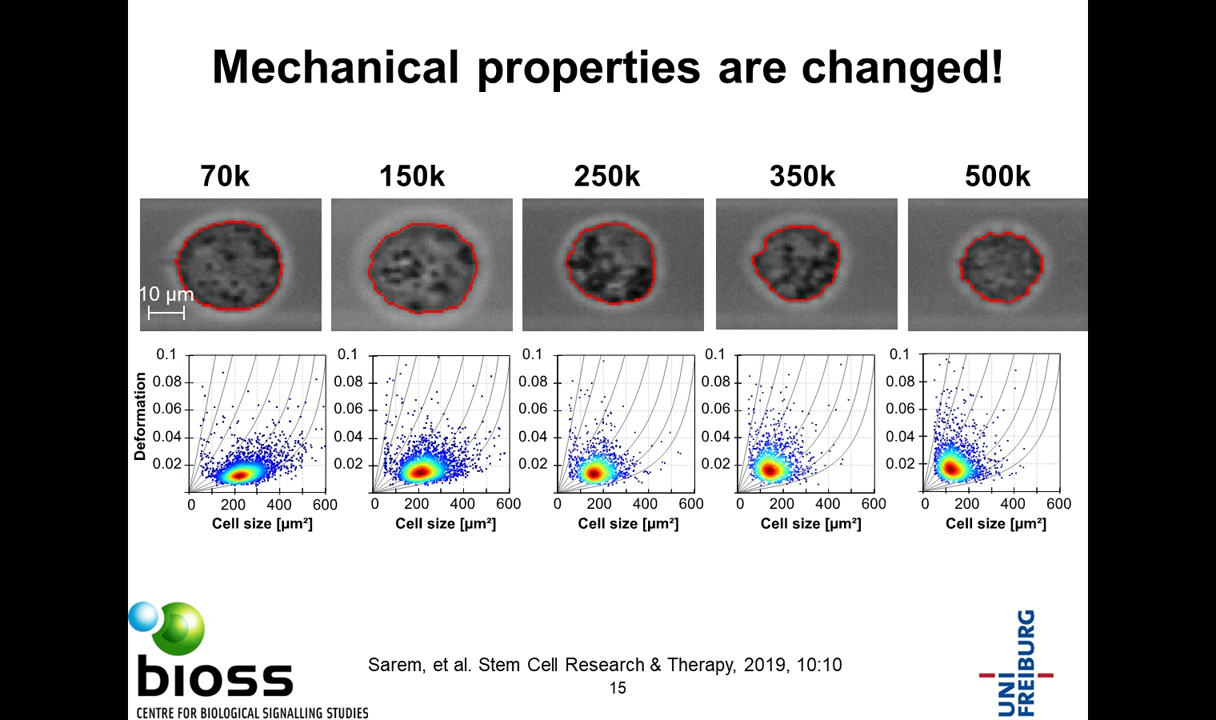 Mechanical properties are changed!
70k 150k 250k 350k 500k
10 µm
Deformation
0.1 0.1 0.1 0.1 0.1
0.08 0.08 0.08 0.08 0.08
0.06 0.06 0.06 0.06 0.06
0.04 0.04 0.04 0.04 0.04
0.02 0.02 0.02 0.02 0.02
0 200 400 600 0 200 400 600 0 200 400 600 0 200 400 600 0 200 400 600
Cell size [µm²] Cell size [µm²] Cell size [µm²] Cell size [µm²] Cell size [µm²]
bioss
CENTRE FOR BIOLOGICAL SIGNALLING STUDIES
Sarem, et al. Stem Cell Research & Therapy, 2019, 10:10
15
UNI
FREIBURG